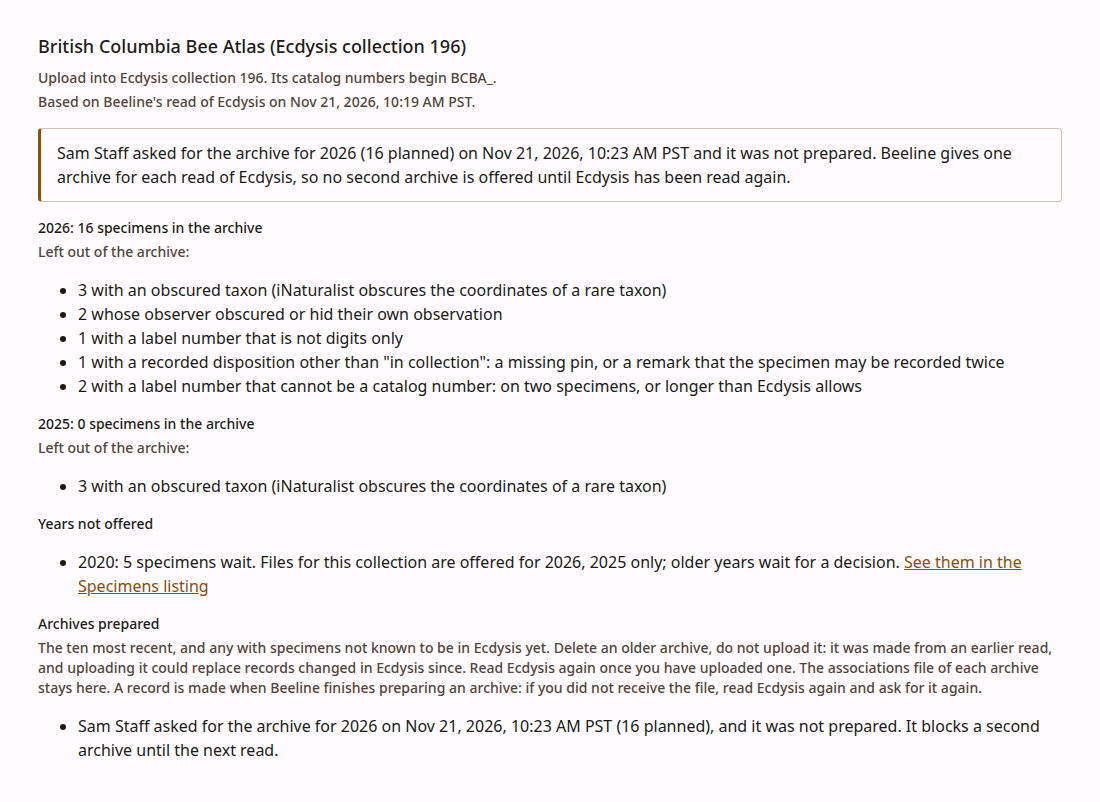 British Columbia Bee Atlas (Ecdysis collection 196)
Upload into Ecdysis collection 196. Its catalog numbers begin BCBA_.
Based on Beeline's read of Ecdysis on Nov 21, 2026, 10:19 AM PST.
Sam Staff asked for the archive for 2026 (16 planned) on Nov 21, 2026, 10:23 AM PST and it was not prepared. Beeline gives one
archive for each read of Ecdysis, so no second archive is offered until Ecdysis has been read again.
2026: 16 specimens in the archive
Left out of the archive:
• 3 with an obscured taxon (iNaturalist obscures the coordinates of a rare taxon)
• 2 whose observer obscured or hid their own observation
• 1 with a label number that is not digits only
• 1 with a recorded disposition other than "in collection": a missing pin, or a remark that the specimen may be recorded twice
• 2 with a label number that cannot be a catalog number: on two specimens, or longer than Ecdysis allows
2025: 0 specimens in the archive
Left out of the archive:
• 3 with an obscured taxon (iNaturalist obscures the coordinates of a rare taxon)
Years not offered
• 2020: 5 specimens wait. Files for this collection are offered for 2026, 2025 only; older years wait for a decision. See them in the
Specimens listing
Archives prepared
The ten most recent, and any with specimens not known to be in Ecdysis yet. Delete an older archive, do not upload it: it was made from an earlier read,
and uploading it could replace records changed in Ecdysis since. Read Ecdysis again once you have uploaded one. The associations file of each archive
stays here. A record is made when Beeline finishes preparing an archive: if you did not receive the file, read Ecdysis again and ask for it again.
• Sam Staff asked for the archive for 2026 on Nov 21, 2026, 10:23 AM PST (16 planned), and it was not prepared. It blocks a second
archive until the next read.